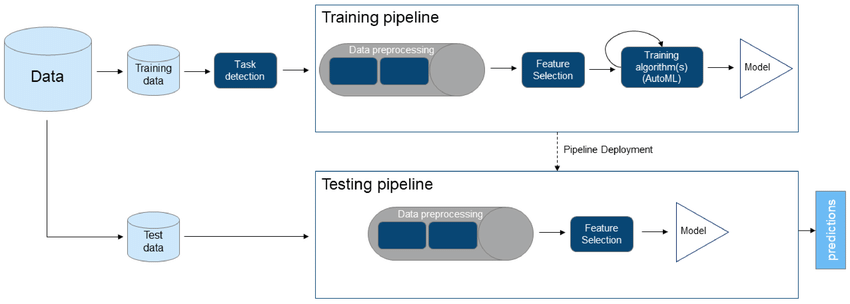 Training pipeline
Data
Training
data
Task
detection
Data preprocessing
Feature
Selection
Training
algorithm(s)
(AutoML)
Model
Pipeline Deployment
Testing pipeline
Test
data
Data preprocessing
Feature
Selection
Model
predictions